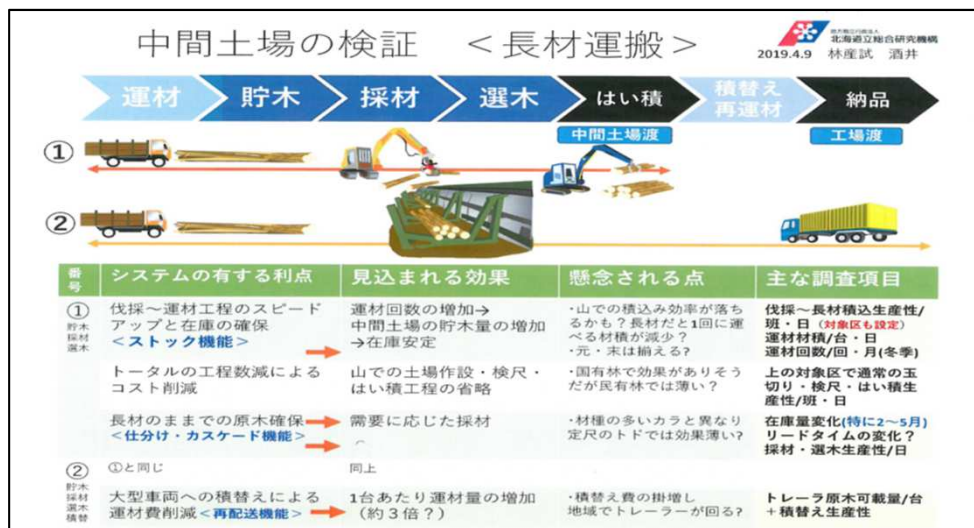 中間土場の検証 <長材運搬>
地方独立行政法人
北海道立総合研究機構
2019.4.9 林産試 酒井
運材
貯木
採材
選木
はい積
積替え
再運材
納品
中間土場渡
工場渡
①
②
番号
システムの有する利点
見込まれる効果
懸念される点
主な調査項目
①
貯木
採材
選木
伐採～運材工程のスピード
アップと在庫の確保
<ストック機能>
運材回数の増加→
中間土場の貯木量の増加
→在庫安定
・山での積込み効率が落ち
るかも？長材だと1回に運べ
る材積が減少？
・元・末は揃える？
伐採～長材積込生産性/
班・日（対象区も設定）
運材材積/台・日
運材回数/回・月(冬季)
トータルの工程数減による
コスト削減
山での土場作設・検尺・
はい積工程の省略
・国有林で効果がありそう
だが民有林では薄い？
上の対象区で通常の玉
切り・検尺・はい積生
産性/班・日
長材のままでの原木確保
<仕分け・カスケード機能>
需要に応じた採材
・材種の多いカラと異なり
定尺のトドでは効果薄い？
在庫量変化(特に2～5月)
リードタイムの変化？
採材・選木生産性/日
②
貯木
採材
選木
積替
①と同じ
同上
大型車両への積替えによる
運材費削減<再配送機能>
1台あたり運材量の増加
（約３倍？）
・積替え費の掛増し
地域でトレーラーが回る？
トレーラ原木可載量/台
＋積替え生産性